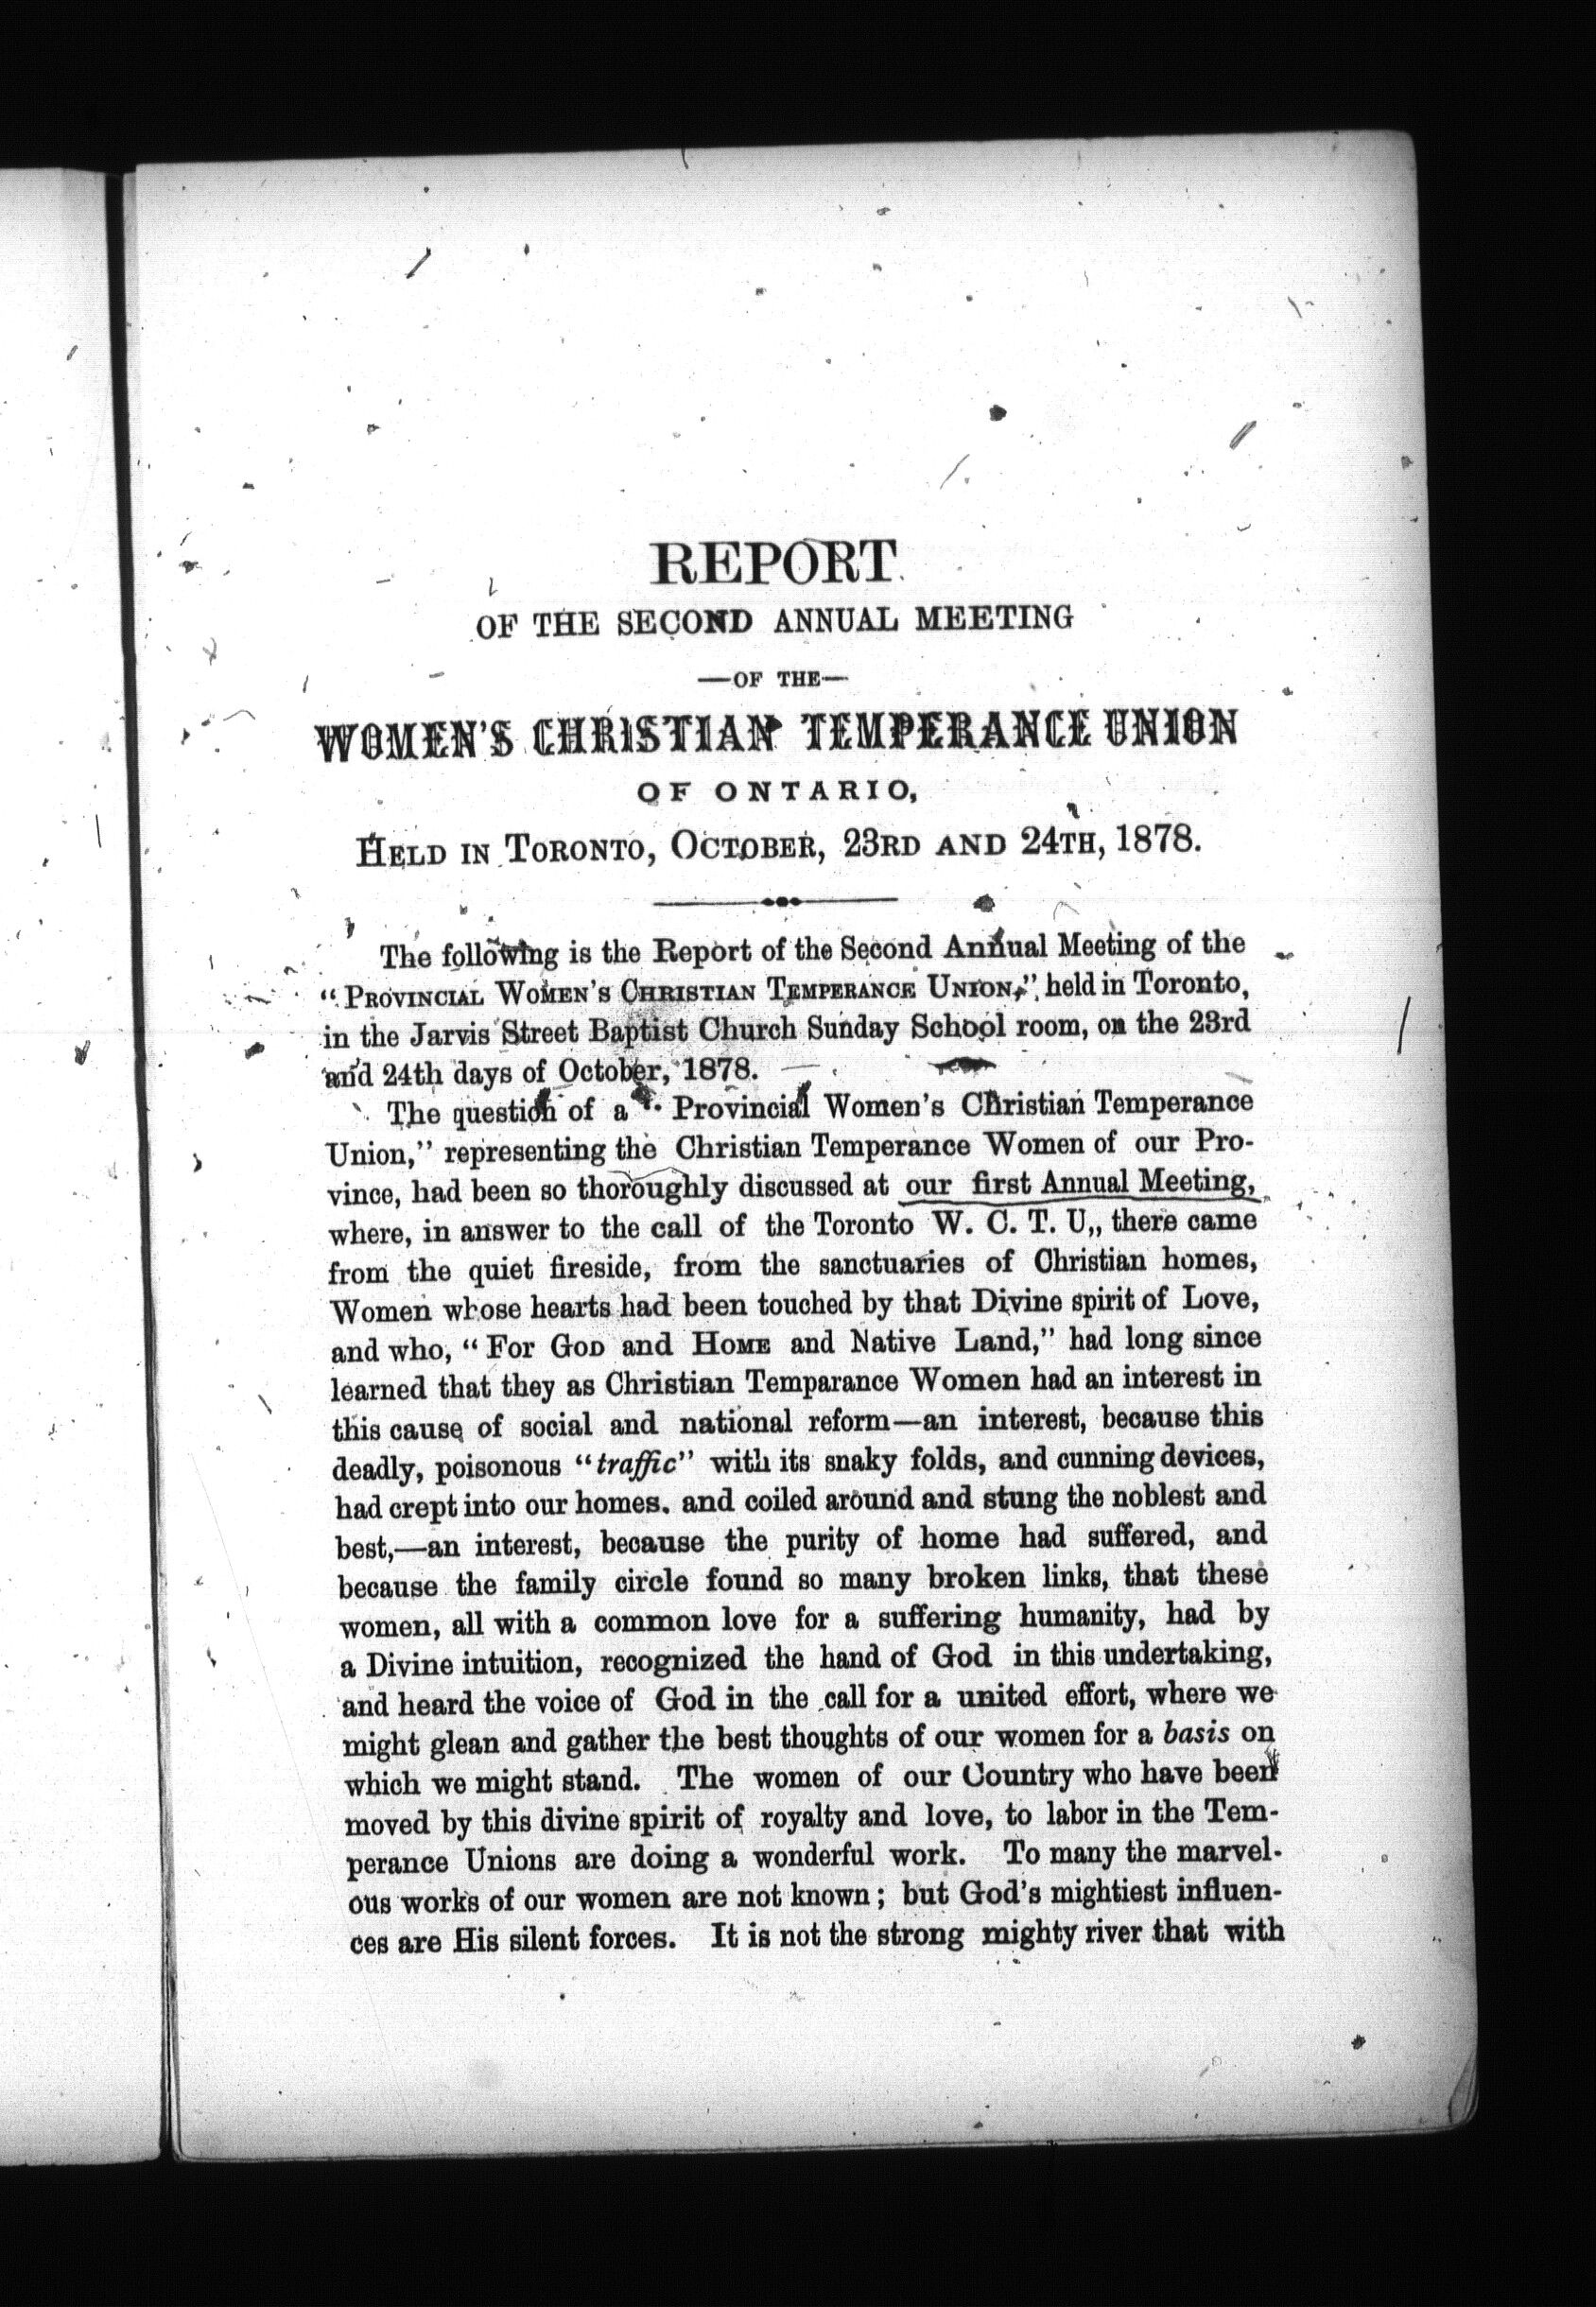 REPORT
OF THE SECOND ANNUAL MEETING
—OF THE—
WOMEN'S CHRISTIAN TEMPERANCE UNION
OF ONTARIO,
HELD IN TORONTO, OCTOBER, 23RD AND 24TH, 1878.
The following is the Report of the Second Annual Meeting of the
"PROVINCIAL WOMEN'S CHRISTIAN TEMPERANCE UNION," held in Toronto,
in the Jarvis Street Baptist Church Sunday School room, on the 23rd
and 24th days of October, 1878.
The question of a " Provincial Women's Christian Temperance
Union," representing the Christian Temperance Women of our Pro-
vince, had been so thoroughly discussed at our first Annual Meeting,
where, in answer to the call of the Toronto W. C. T. U,, there came
from the quiet fireside, from the sanctuaries of Christian homes,
Women whose hearts had been touched by that Divine spirit of Love,
and who, "For GOD and HOME and Native Land," had long since
learned that they as Christian Temparance Women had an interest in
this cause of social and national reform—an interest, because this
deadly, poisonous "traffic" with its snaky folds, and cunning devices,
had crept into our homes. and coiled around and stung the noblest and
best,—an interest, because the purity of home had suffered, and
because the family circle found so many broken links, that these
women, all with a common love for a suffering humanity, had by
a Divine intuition, recognized the hand of God in this undertaking,
and heard the voice of God in the call for a united effort, where we
might glean and gather the best thoughts of our women for a basis on
which we might stand. The women of our Country who have been
moved by this divine spirit of royalty and love, to labor in the Tem-
perance Unions are doing a wonderful work. To many the marvel-
ous works of our women are not known; but God's mightiest influen-
ces are His silent forces. It is not the strong mighty river that with